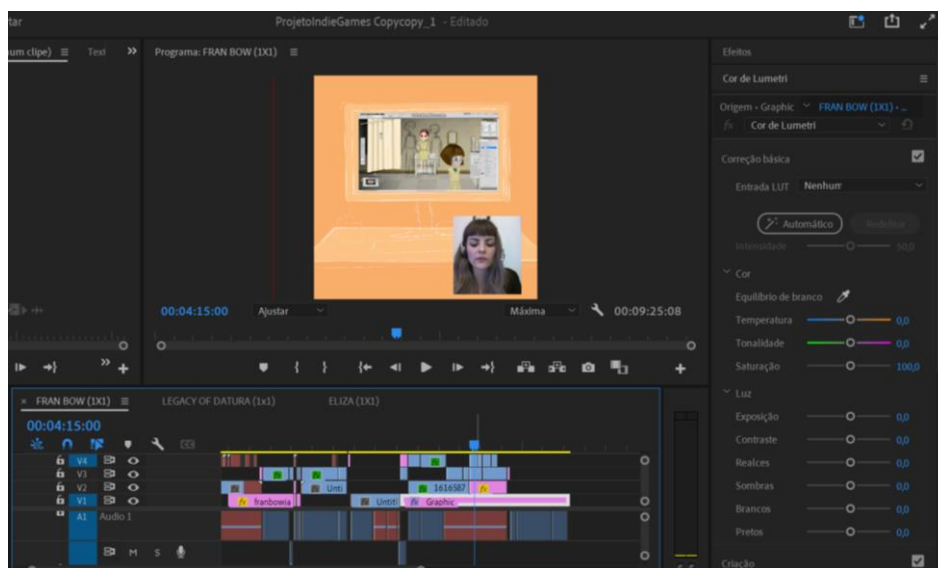 tar
ProjetoIndieGames Copycopy_1 - Editado
um clipe)
Text
Programa: FRAN BOW (1X1)
Efeitos
Cor de Lumetri
Origem - Graphic
FRAN BOW (1X1) - ...
fx Cor de Lumetri
Correção básica
Entrada LUT Nenhum
Automático
Redefinir
Intensidade 50,0
Cor
Equilíbrio de branco
Temperatura 0,0
Tonalidade 0,0
Saturação 100,0
Luz
Exposição 0,0
Contraste 0,0
Realces 0,0
Sombras 0,0
Brancos 0,0
Pretos 0,0
Criação
00:04:15:00
Ajustar
Máxima
00:09:25:08
× FRAN BOW (1X1)
LEGACY OF DATURA (1x1)
ELIZA (1X1)
00:04:15:00
V4
V3
V2 Unti 1616587 fx
V1 fx franbowia Untitl fx Graphic
A1 Audio 1
M S